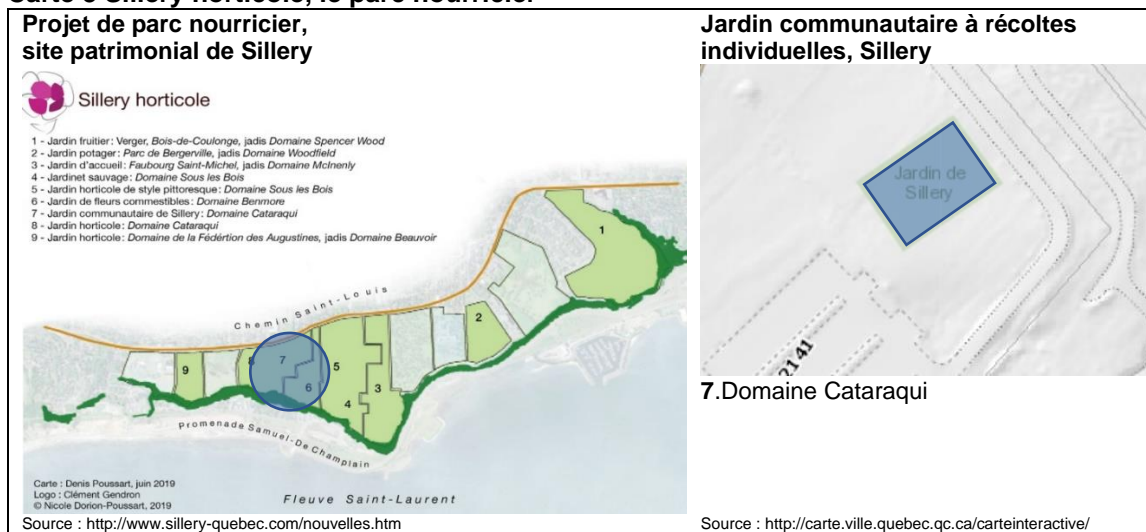 Projet de parc nourricier,
site patrimonial de Sillery
Sillery horticole
1 - Jardin fruitier : Verger, Bois-de-Coulonge, jadis Domaine Spencer Wood
2 - Jardin potager : Parc de Bergerville, jadis Domaine Woodfield
3 - Jardin d'accueil : Faubourg Saint-Michel, jadis Domaine McInenly
4 - Jardinet sauvage : Domaine Sous les Bois
5 - Jardin horticole de style pittoresque : Domaine Sous les Bois
6 - Jardin de fleurs commestibles : Domaine Benmore
7 - Jardin communautaire de Sillery : Domaine Cataraqui
8 - Jardin horticole : Domaine Cataraqui
9 - Jardin horticole : Domaine de la Fédértion des Augustines, jadis Domaine Beauvoir
Chemin Saint-Louis
1
2
3
4
5
6
7
8
9
Promenade Samuel-De Champlain
Fleuve Saint-Laurent
Carte : Denis Poussart, juin 2019
Logo : Clément Gendron
© Nicole Dorion-Poussart, 2019
Source : http://www.sillery-quebec.com/nouvelles.htm
Jardin communautaire à récoltes
individuelles, Sillery
Jardin de
Sillery
2141
7.Domaine Cataraqui
Source : http://carte.ville.quebec.qc.ca/carteinteractive/